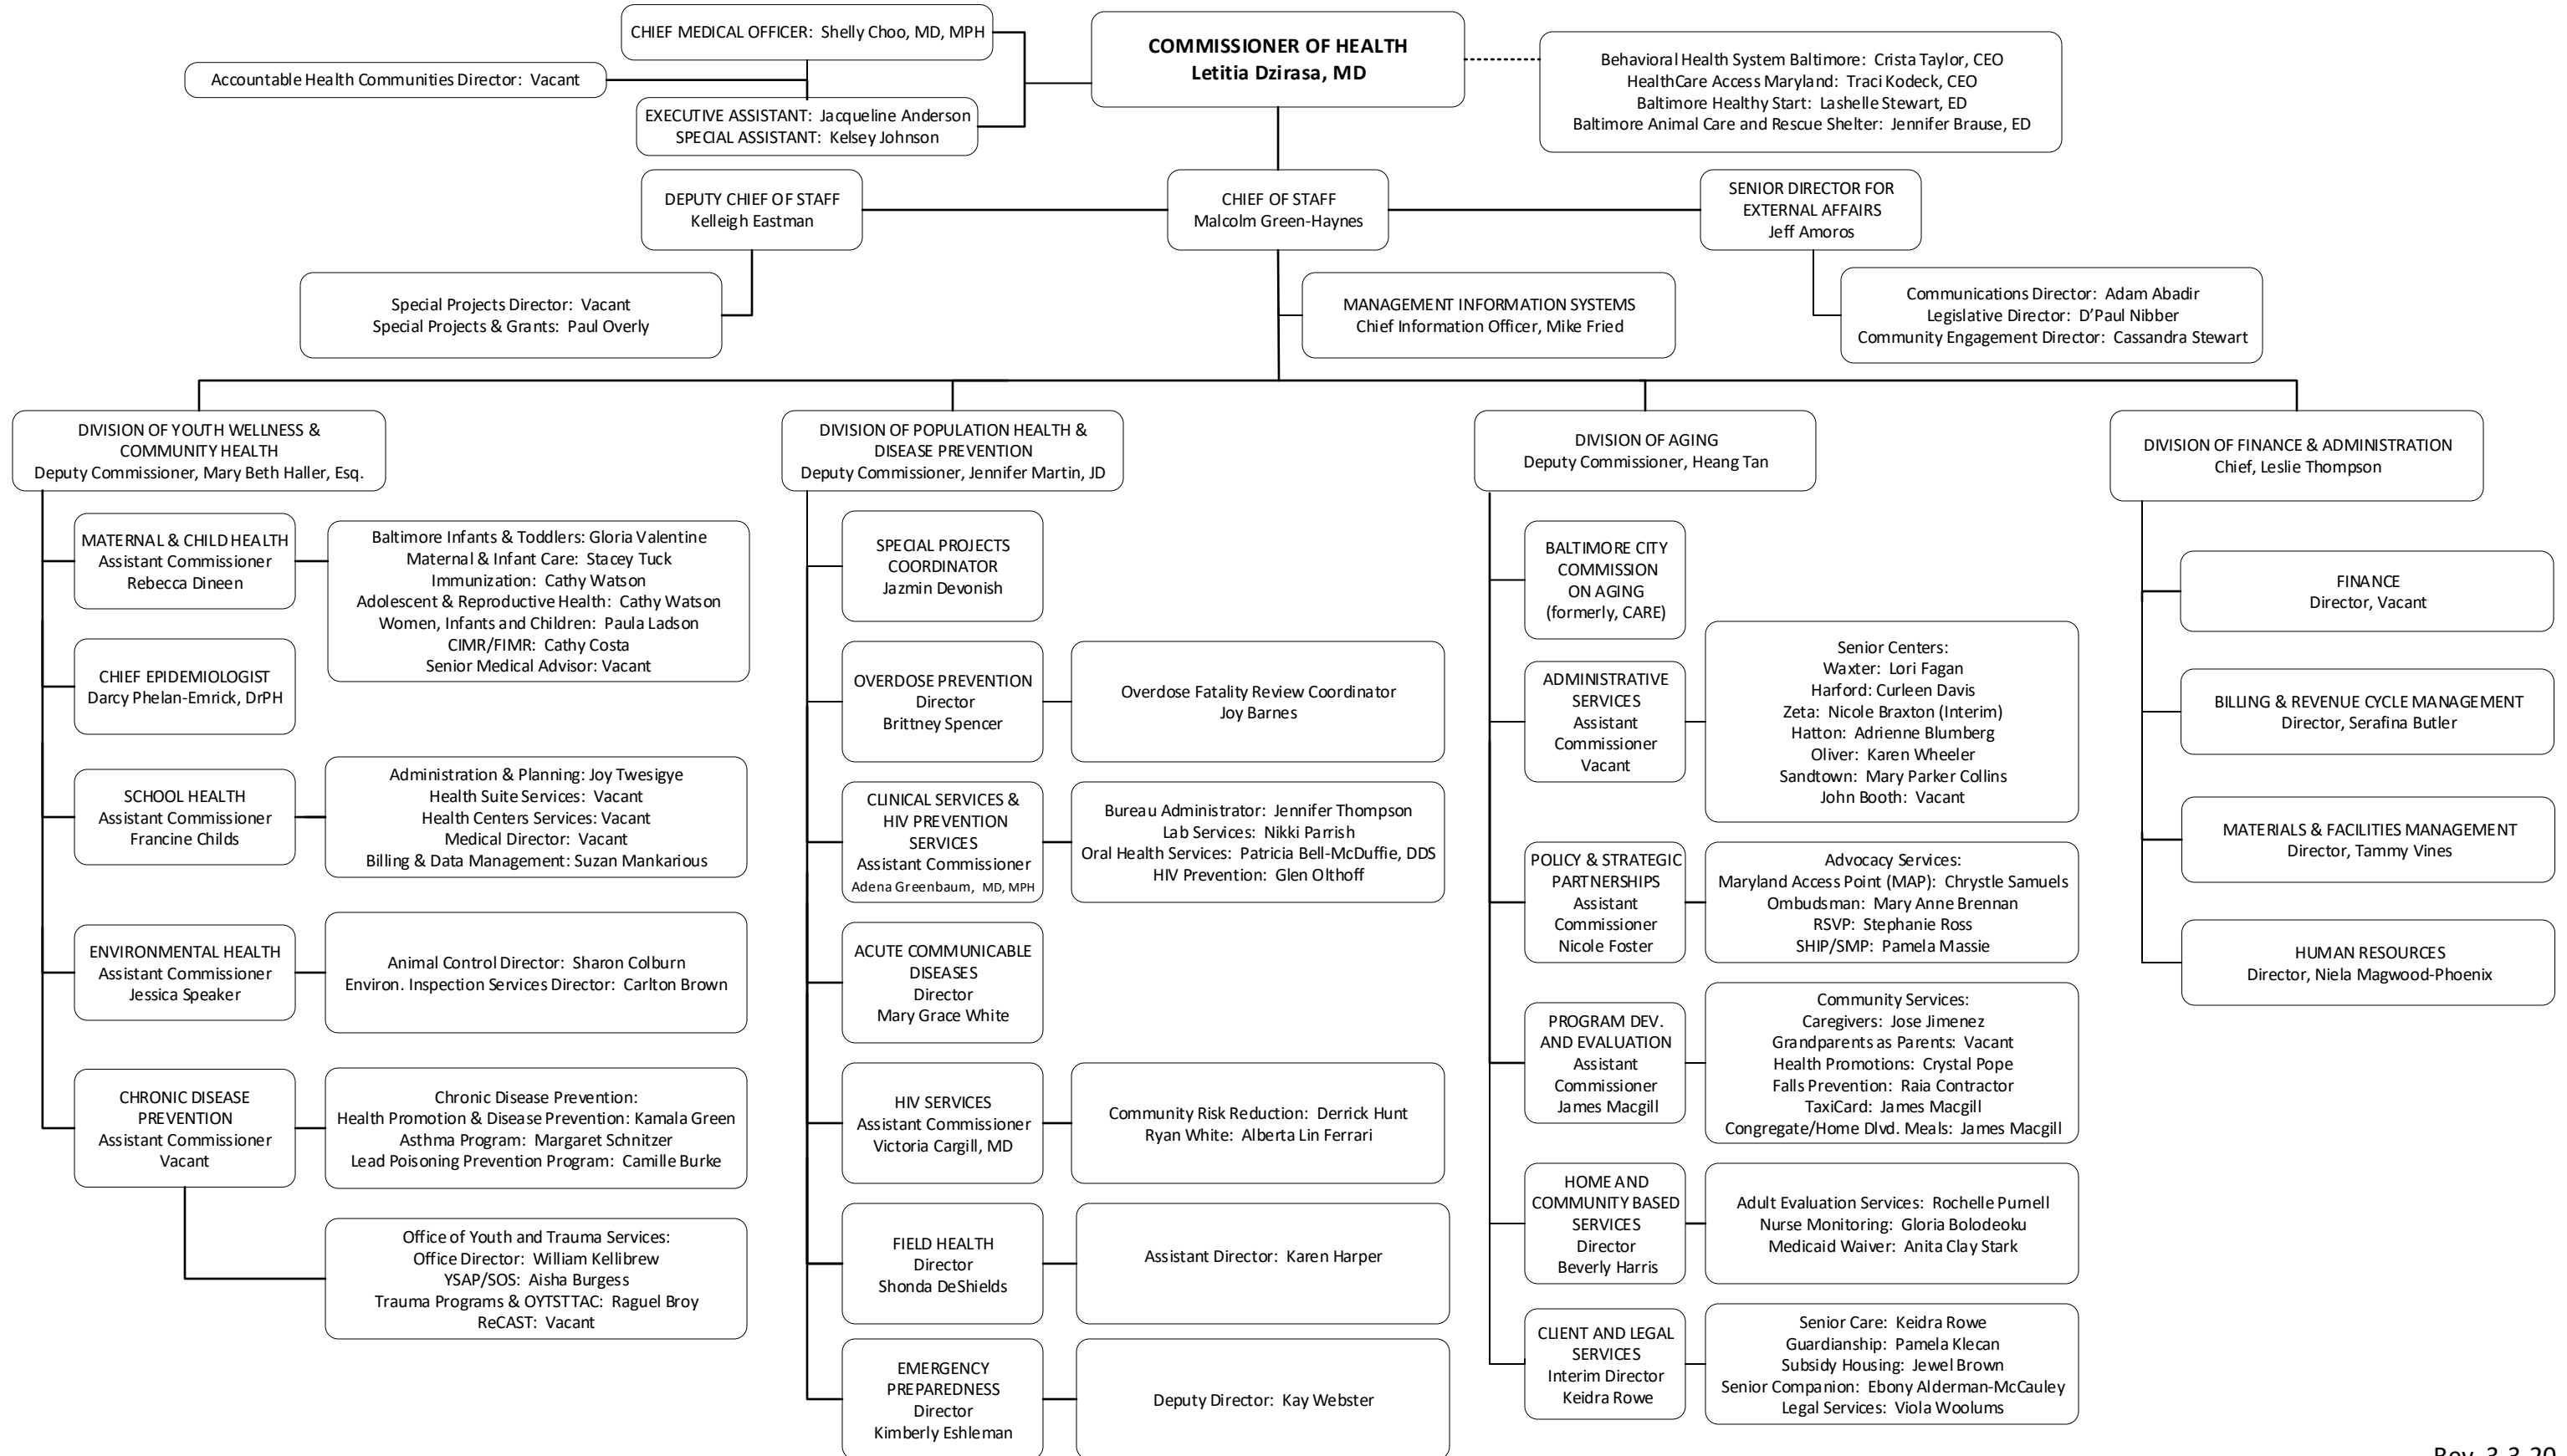 CHIEF MEDICAL OFFICER: Shelly Choo, MD, MPH
Accountable Health Communities Director: Vacant
EXECUTIVE ASSISTANT: Jacqueline Anderson
SPECIAL ASSISTANT: Kelsey Johnson
COMMISSIONER OF HEALTH
Letitia Dzirasa, MD
Behavioral Health System Baltimore: Crista Taylor, CEO
HealthCare Access Maryland: Traci Kodeck, CEO
Baltimore Healthy Start: Lashelle Stewart, ED
Baltimore Animal Care and Rescue Shelter: Jennifer Brause, ED
DEPUTY CHIEF OF STAFF
Kelleigh Eastman
CHIEF OF STAFF
Malcolm Green-Haynes
SENIOR DIRECTOR FOR
EXTERNAL AFFAIRS
Jeff Amoros
Special Projects Director: Vacant
Special Projects & Grants: Paul Overly
MANAGEMENT INFORMATION SYSTEMS
Chief Information Officer, Mike Fried
Communications Director: Adam Abadir
Legislative Director: D’Paul Nibber
Community Engagement Director: Cassandra Stewart
DIVISION OF YOUTH WELLNESS &
COMMUNITY HEALTH
Deputy Commissioner, Mary Beth Haller, Esq.
MATERNAL & CHILD HEALTH
Assistant Commissioner
Rebecca Dineen
Baltimore Infants & Toddlers: Gloria Valentine
Maternal & Infant Care: Stacey Tuck
Immunization: Cathy Watson
Adolescent & Reproductive Health: Cathy Watson
Women, Infants and Children: Paula Ladson
CIMR/FIMR: Cathy Costa
Senior Medical Advisor: Vacant
CHIEF EPIDEMIOLOGIST
Darcy Phelan-Emrick, DrPH
SCHOOL HEALTH
Assistant Commissioner
Francine Childs
Administration & Planning: Joy Twesigye
Health Suite Services: Vacant
Health Centers Services: Vacant
Medical Director: Vacant
Billing & Data Management: Suzan Mankarious
ENVIRONMENTAL HEALTH
Assistant Commissioner
Jessica Speaker
Animal Control Director: Sharon Colburn
Environ. Inspection Services Director: Carlton Brown
CHRONIC DISEASE
PREVENTION
Assistant Commissioner
Vacant
Chronic Disease Prevention:
Health Promotion & Disease Prevention: Kamala Green
Asthma Program: Margaret Schnitzer
Lead Poisoning Prevention Program: Camille Burke
Office of Youth and Trauma Services:
Office Director: William Kellibrew
YSAP/SOS: Aisha Burgess
Trauma Programs & OYTSTTAC: Raguel Broy
ReCAST: Vacant
DIVISION OF POPULATION HEALTH &
DISEASE PREVENTION
Deputy Commissioner, Jennifer Martin, JD
SPECIAL PROJECTS
COORDINATOR
Jazmin Devonish
OVERDOSE PREVENTION
Director
Brittney Spencer
Overdose Fatality Review Coordinator
Joy Barnes
CLINICAL SERVICES &
HIV PREVENTION
SERVICES
Assistant Commissioner
Adena Greenbaum, MD, MPH
Bureau Administrator: Jennifer Thompson
Lab Services: Nikki Parrish
Oral Health Services: Patricia Bell-McDuffie, DDS
HIV Prevention: Glen Olthoff
ACUTE COMMUNICABLE
DISEASES
Director
Mary Grace White
HIV SERVICES
Assistant Commissioner
Victoria Cargill, MD
Community Risk Reduction: Derrick Hunt
Ryan White: Alberta Lin Ferrari
FIELD HEALTH
Director
Shonda DeShields
Assistant Director: Karen Harper
EMERGENCY
PREPAREDNESS
Director
Kimberly Eshleman
Deputy Director: Kay Webster
DIVISION OF AGING
Deputy Commissioner, Heang Tan
BALTIMORE CITY
COMMISSION
ON AGING
(formerly, CARE)
ADMINISTRATIVE
SERVICES
Assistant
Commissioner
Vacant
Senior Centers:
Waxter: Lori Fagan
Harford: Curleen Davis
Zeta: Nicole Braxton (Interim)
Hatton: Adrienne Blumberg
Oliver: Karen Wheeler
Sandtown: Mary Parker Collins
John Booth: Vacant
POLICY & STRATEGIC
PARTNERSHIPS
Assistant
Commissioner
Nicole Foster
Advocacy Services:
Maryland Access Point (MAP): Chrystle Samuels
Ombudsman: Mary Anne Brennan
RSVP: Stephanie Ross
SHIP/SMP: Pamela Massie
PROGRAM DEV.
AND EVALUATION
Assistant
Commissioner
James Macgill
Community Services:
Caregivers: Jose Jimenez
Grandparents as Parents: Vacant
Health Promotions: Crystal Pope
Falls Prevention: Raia Contractor
TaxiCard: James Macgill
Congregate/Home Dlvd. Meals: James Macgill
HOME AND
COMMUNITY BASED
SERVICES
Director
Beverly Harris
Adult Evaluation Services: Rochelle Purnell
Nurse Monitoring: Gloria Bolodeoku
Medicaid Waiver: Anita Clay Stark
CLIENT AND LEGAL
SERVICES
Interim Director
Keidra Rowe
Senior Care: Keidra Rowe
Guardianship: Pamela Klecan
Subsidy Housing: Jewel Brown
Senior Companion: Ebony Alderman-McCauley
Legal Services: Viola Woolums
DIVISION OF FINANCE & ADMINISTRATION
Chief, Leslie Thompson
FINANCE
Director, Vacant
BILLING & REVENUE CYCLE MANAGEMENT
Director, Serafina Butler
MATERIALS & FACILITIES MANAGEMENT
Director, Tammy Vines
HUMAN RESOURCES
Director, Niela Magwood-Phoenix
Rev. 3-3-20